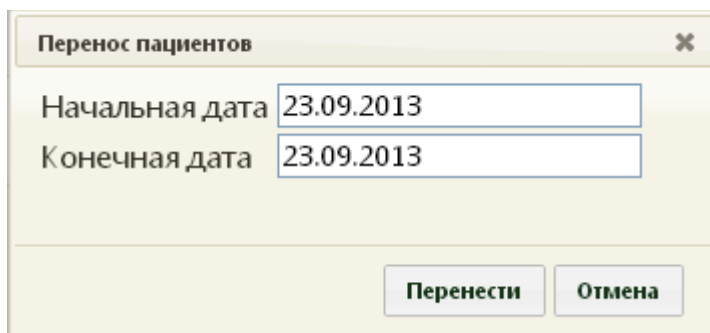 Перенос пациентов
Начальная дата 23.09.2013
Конечная дата 23.09.2013
Перенести Отмена